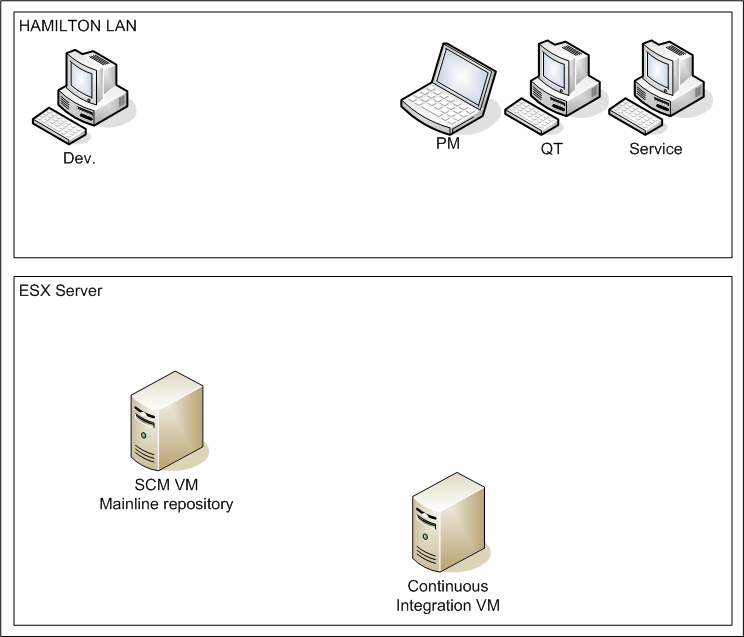 HAMILTON LAN
Dev.
PM
QT
Service
ESX Server
SCM VM
Mainline repository
Continuous
Integration VM